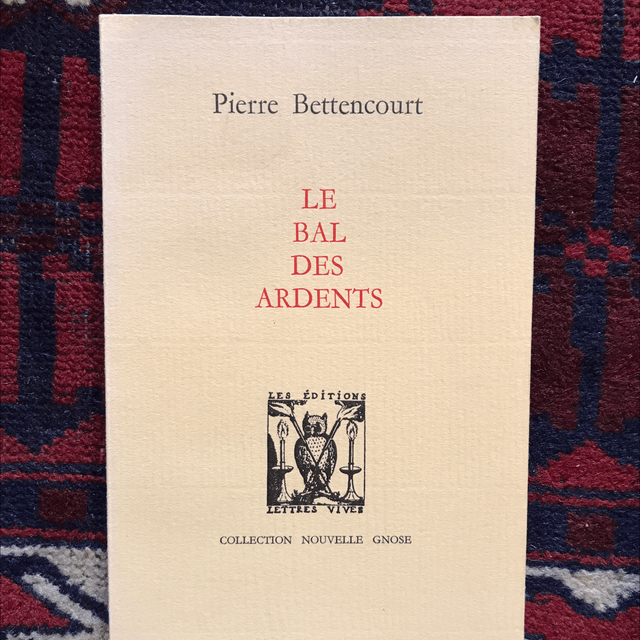 Pierre Bettencourt
LE
BAL
DES
ARDENTS
LES ÉDITIONS
LETTRES VIVES
COLLECTION NOUVELLE GNOSE